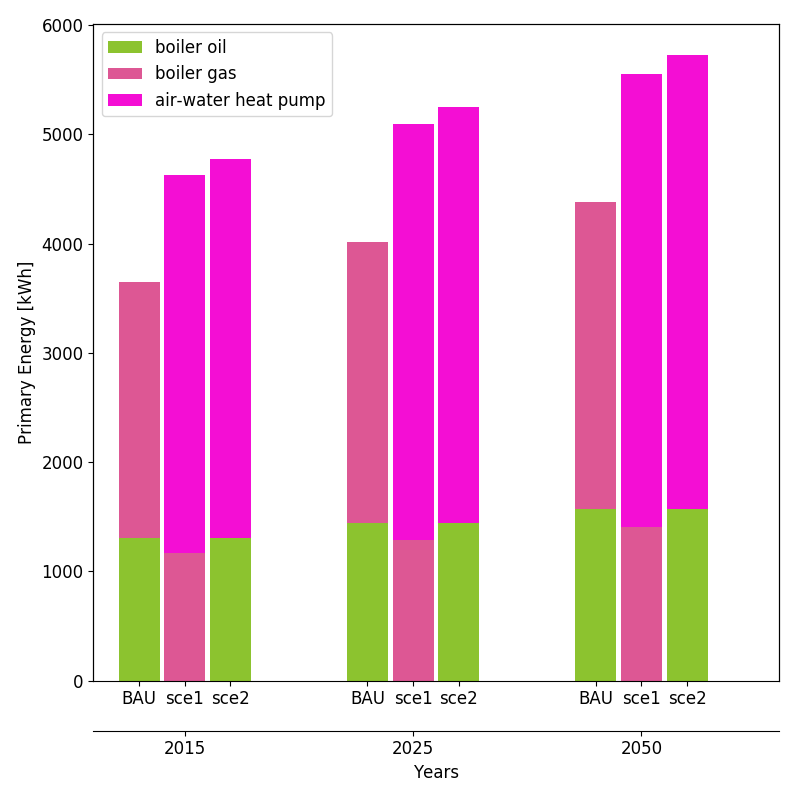 6000
5000
4000
3000
2000
1000
0
Primary Energy [kWh]
boiler oil
boiler gas
air-water heat pump
BAU sce1 sce2 BAU sce1 sce2 BAU sce1 sce2
2015 2025 2050
Years